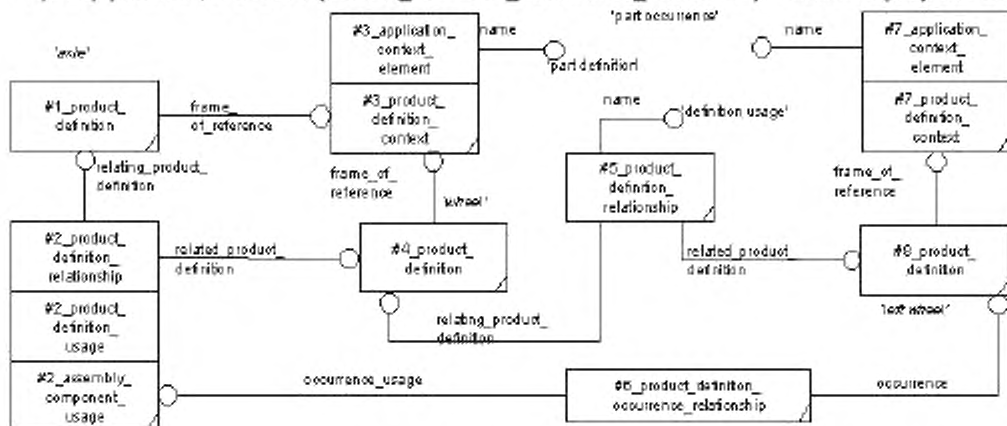 'axle'
#1_product_
definition
frame_
of_reference
#3_application_
context_
element
#3_product_
definition_
context
name
'part definition'
'part occurrence'
name
#7_application_
context_
element
#7_product_
definition_
context
relating_product_
definition
frame_of_
reference
'wheel'
name
'definition usage'
#5_product_
definition_
relationship
frame_of_
reference
#2_product_
definition_
relationship
#2_product_
definition_
usage
#2_assembly_
component_
usage
related_product_
definition
#4_product_
definition
related_product_
definition
#8_product_
definition
'left wheel'
relating_product_
definition
occurrence_usage
#6_product_definition_
occurrence_relationship
occurrence